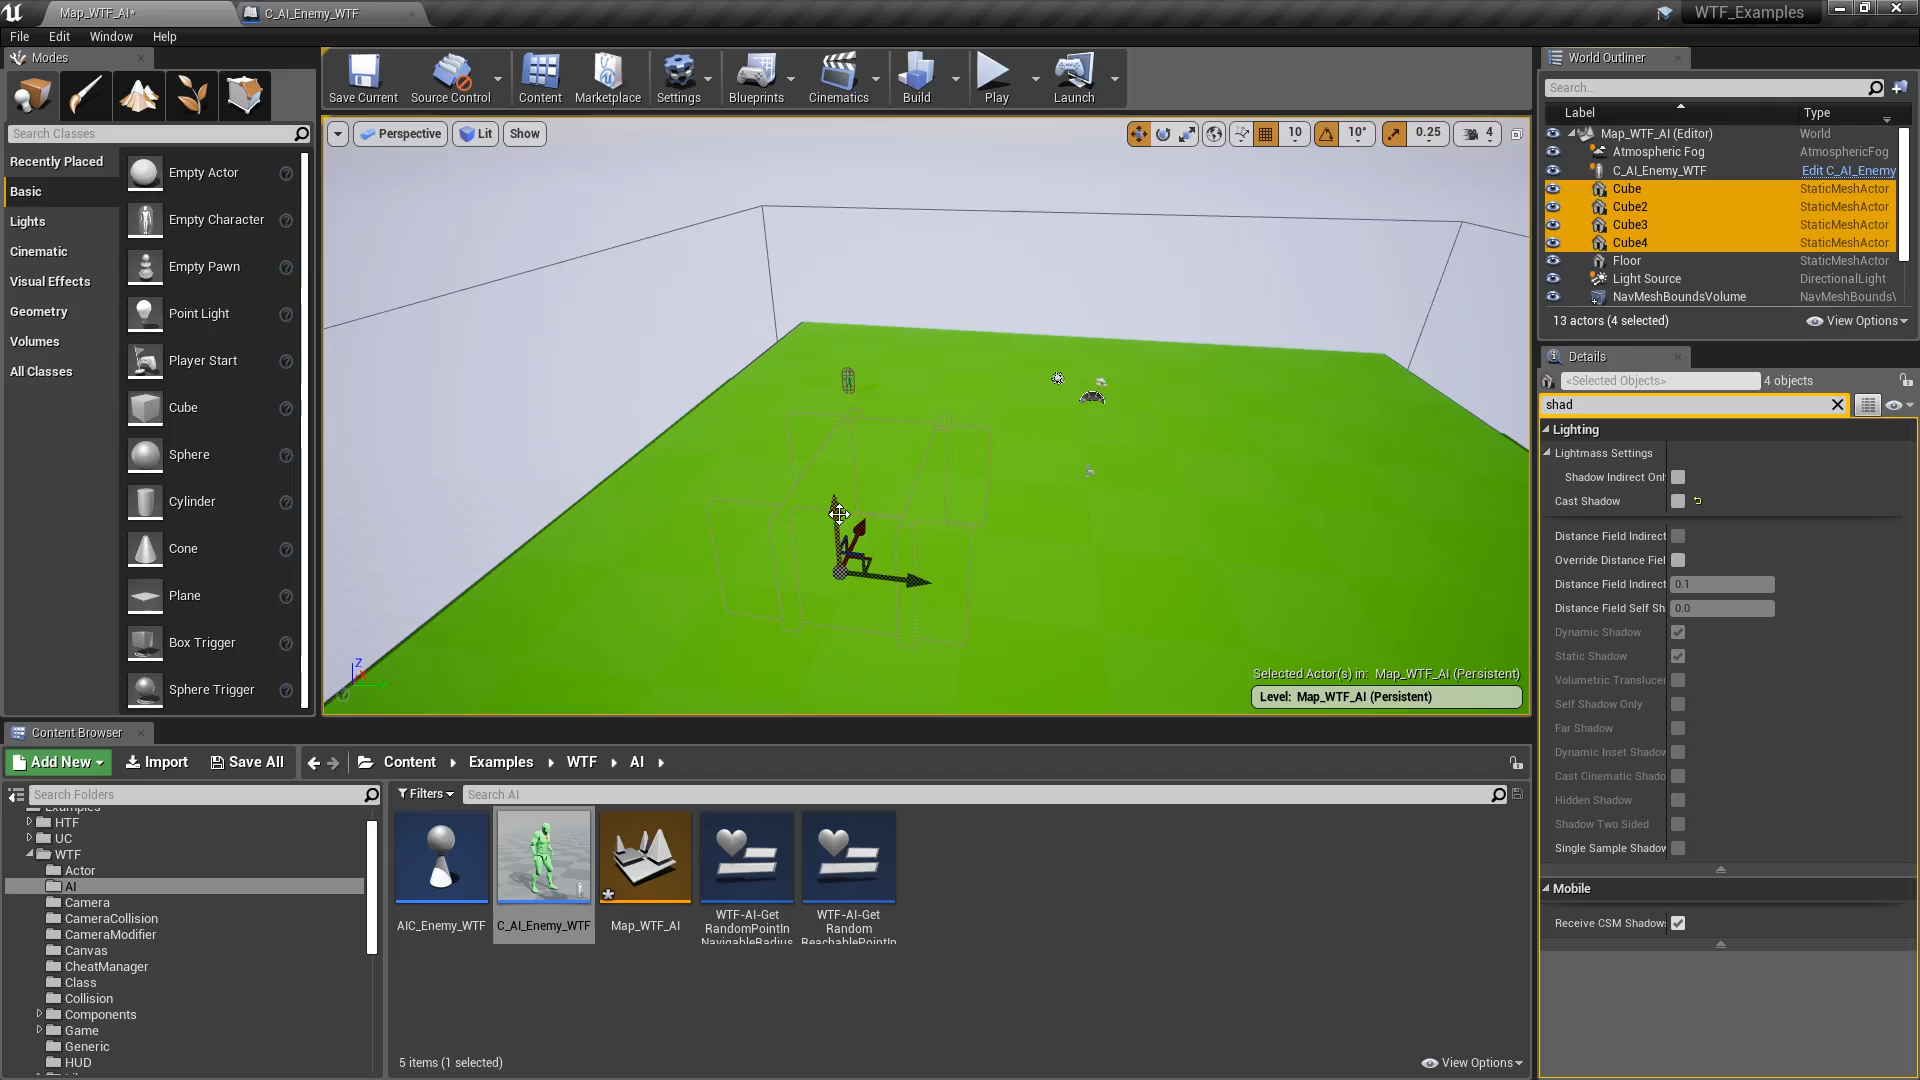 Map_WTF_AI*
C_AI_Enemy_WTF
WTF_Examples
File Edit Window Help
Modes
Search Classes
Recently Placed
Basic
Lights
Cinematic
Visual Effects
Geometry
Volumes
All Classes
Empty Actor
Empty Character
Empty Pawn
Point Light
Player Start
Cube
Sphere
Cylinder
Cone
Plane
Box Trigger
Sphere Trigger
Save Current
Source Control
Content
Marketplace
Settings
Blueprints
Cinematics
Build
Play
Launch
Perspective
Lit
Show
10
10°
0.25
4
Z
Y
Selected Actor(s) in: Map_WTF_AI (Persistent)
Level: Map_WTF_AI (Persistent)
World Outliner
Search...
Label Type
Map_WTF_AI (Editor) World
Atmospheric Fog AtmosphericFog
C_AI_Enemy_WTF Edit C_AI_Enemy
Cube StaticMeshActor
Cube2 StaticMeshActor
Cube3 StaticMeshActor
Cube4 StaticMeshActor
Floor StaticMeshActor
Light Source DirectionalLight
NavMeshBoundsVolume NavMeshBounds
13 actors (4 selected)
View Options
Details
<Selected Objects>
4 objects
shad
Lighting
Lightmass Settings
Shadow Indirect Onl
Cast Shadow
Distance Field Indirect
Override Distance Fiel
Distance Field Indirect 0.1
Distance Field Self Sh 0.0
Dynamic Shadow
Static Shadow
Volumetric Translucer
Self Shadow Only
Far Shadow
Dynamic Inset Shadow
Cast Cinematic Shado
Hidden Shadow
Shadow Two Sided
Single Sample Shadow
Mobile
Receive CSM Shadows
Content Browser
Add New
Import
Save All
Content
Examples
WTF
AI
Search Folders
Examples
HTF
UC
WTF
Actor
AI
Camera
CameraCollision
CameraModifier
Canvas
CheatManager
Class
Collision
Components
Game
Generic
HUD
Filters
Search AI
AIC_Enemy_WTF
C_AI_Enemy_WTF
Map_WTF_AI
WTF-AI-Get
RandomPointIn
NavigableRadius
WTF-AI-Get
Random
ReachablePointIn
5 items (1 selected)
View Options